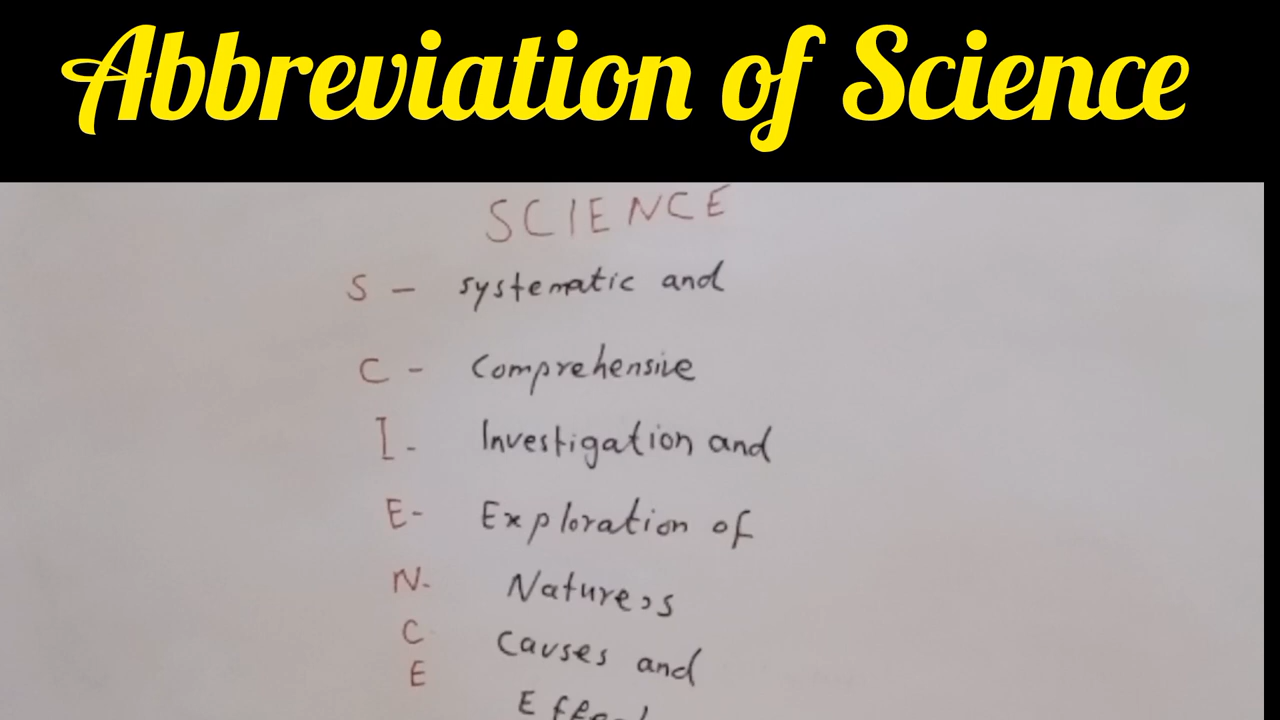 Abbreviation of Science
SCIENCE
S - systematic and
C - Comprehensive
I - Investigation and
E - Exploration of
N - Nature,s
C Causes and
E